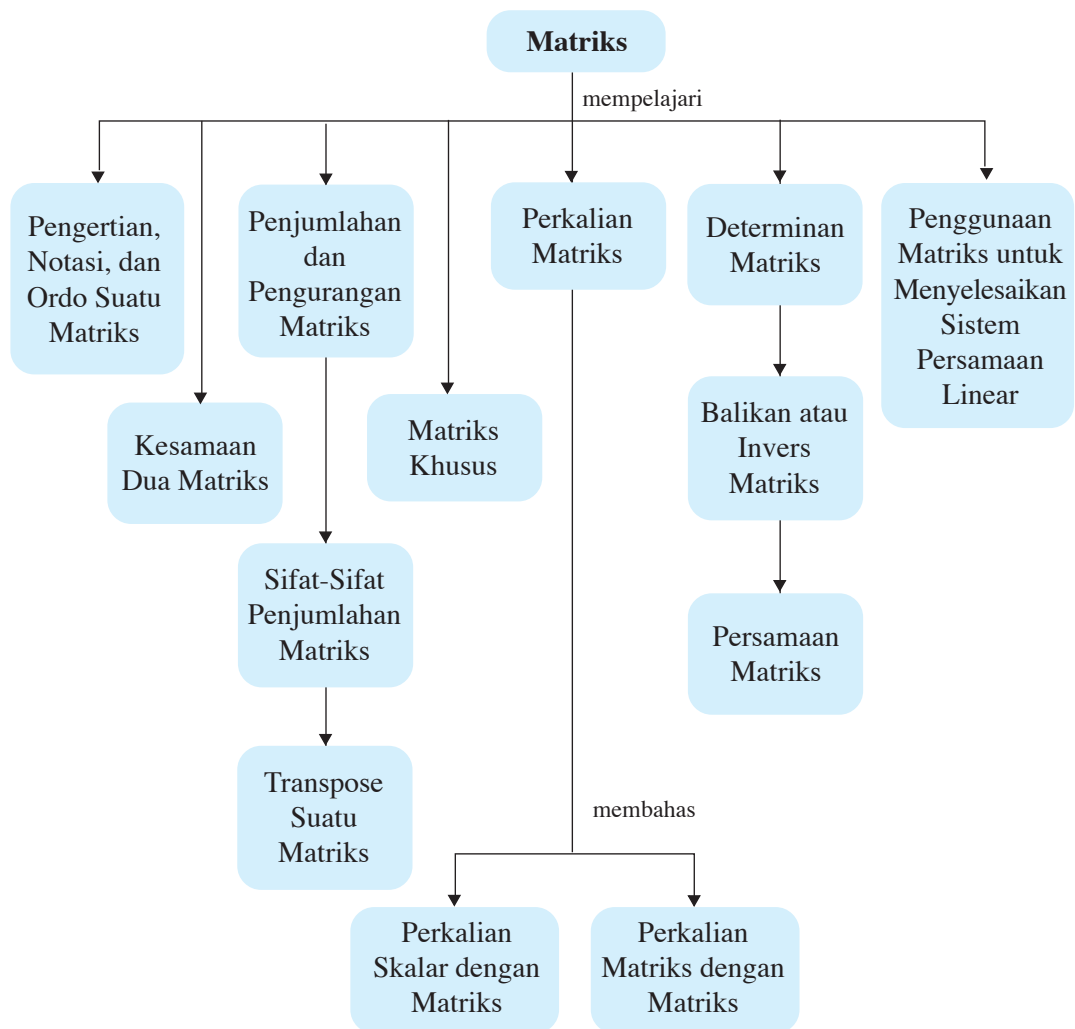 Matriks
mempelajari
Pengertian,
Notasi, dan
Ordo Suatu
Matriks
Kesamaan
Dua Matriks
Penjumlahan
dan
Pengurangan
Matriks
Sifat-Sifat
Penjumlahan
Matriks
Transpose
Suatu
Matriks
Matriks
Khusus
Perkalian
Matriks
membahas
Perkalian
Skalar dengan
Matriks
Perkalian
Matriks dengan
Matriks
Determinan
Matriks
Balikan atau
Invers
Matriks
Persamaan
Matriks
Penggunaan
Matriks untuk
Menyelesaikan
Sistem
Persamaan
Linear